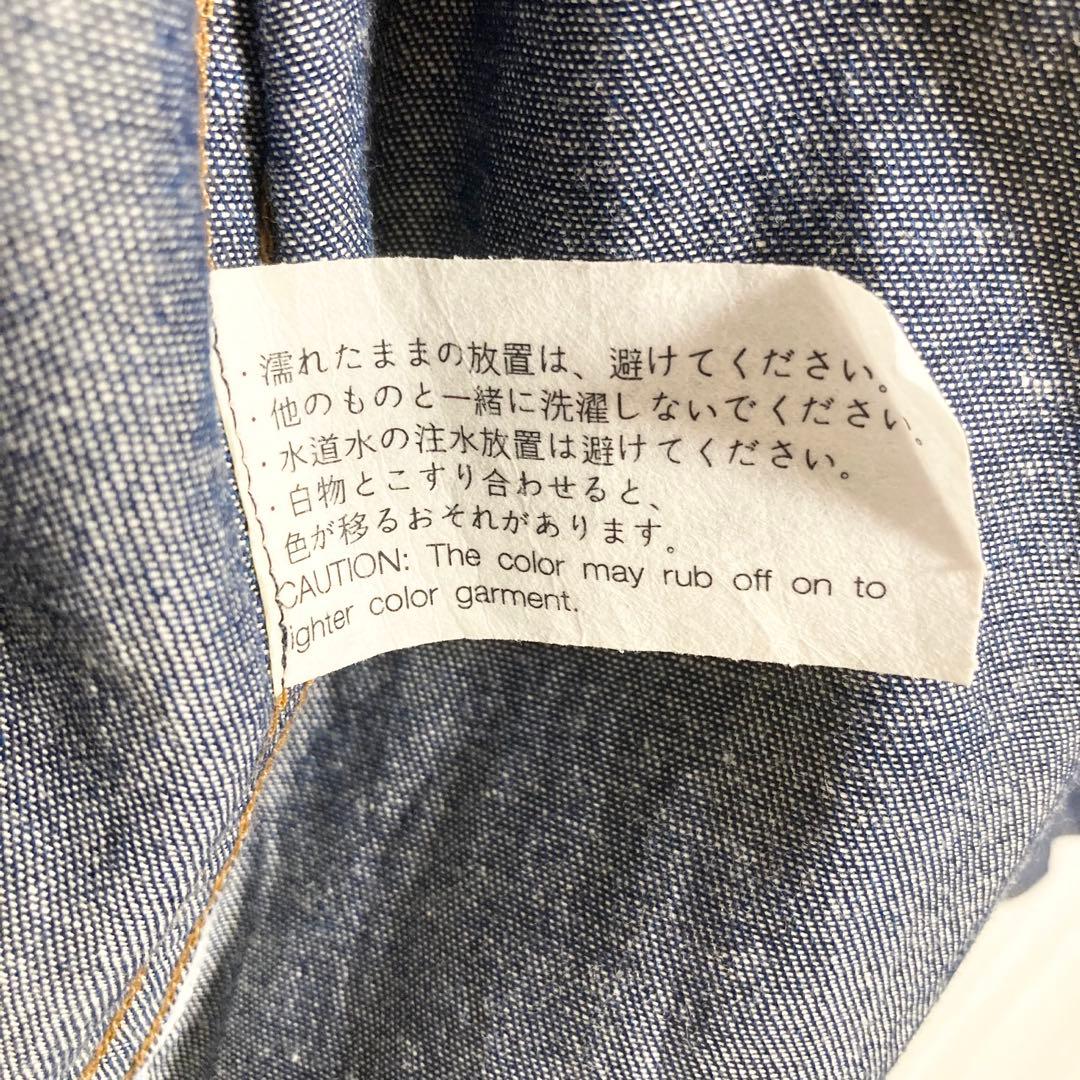 ・濡れたままの放置は、避けてください。
・他のものと一緒に洗濯しないでください。
・水道水の注水放置は避けてください。
・白物とこすり合わせると、
色が移るおそれがあります。
CAUTION: The color may rub off on to
lighter color garment.